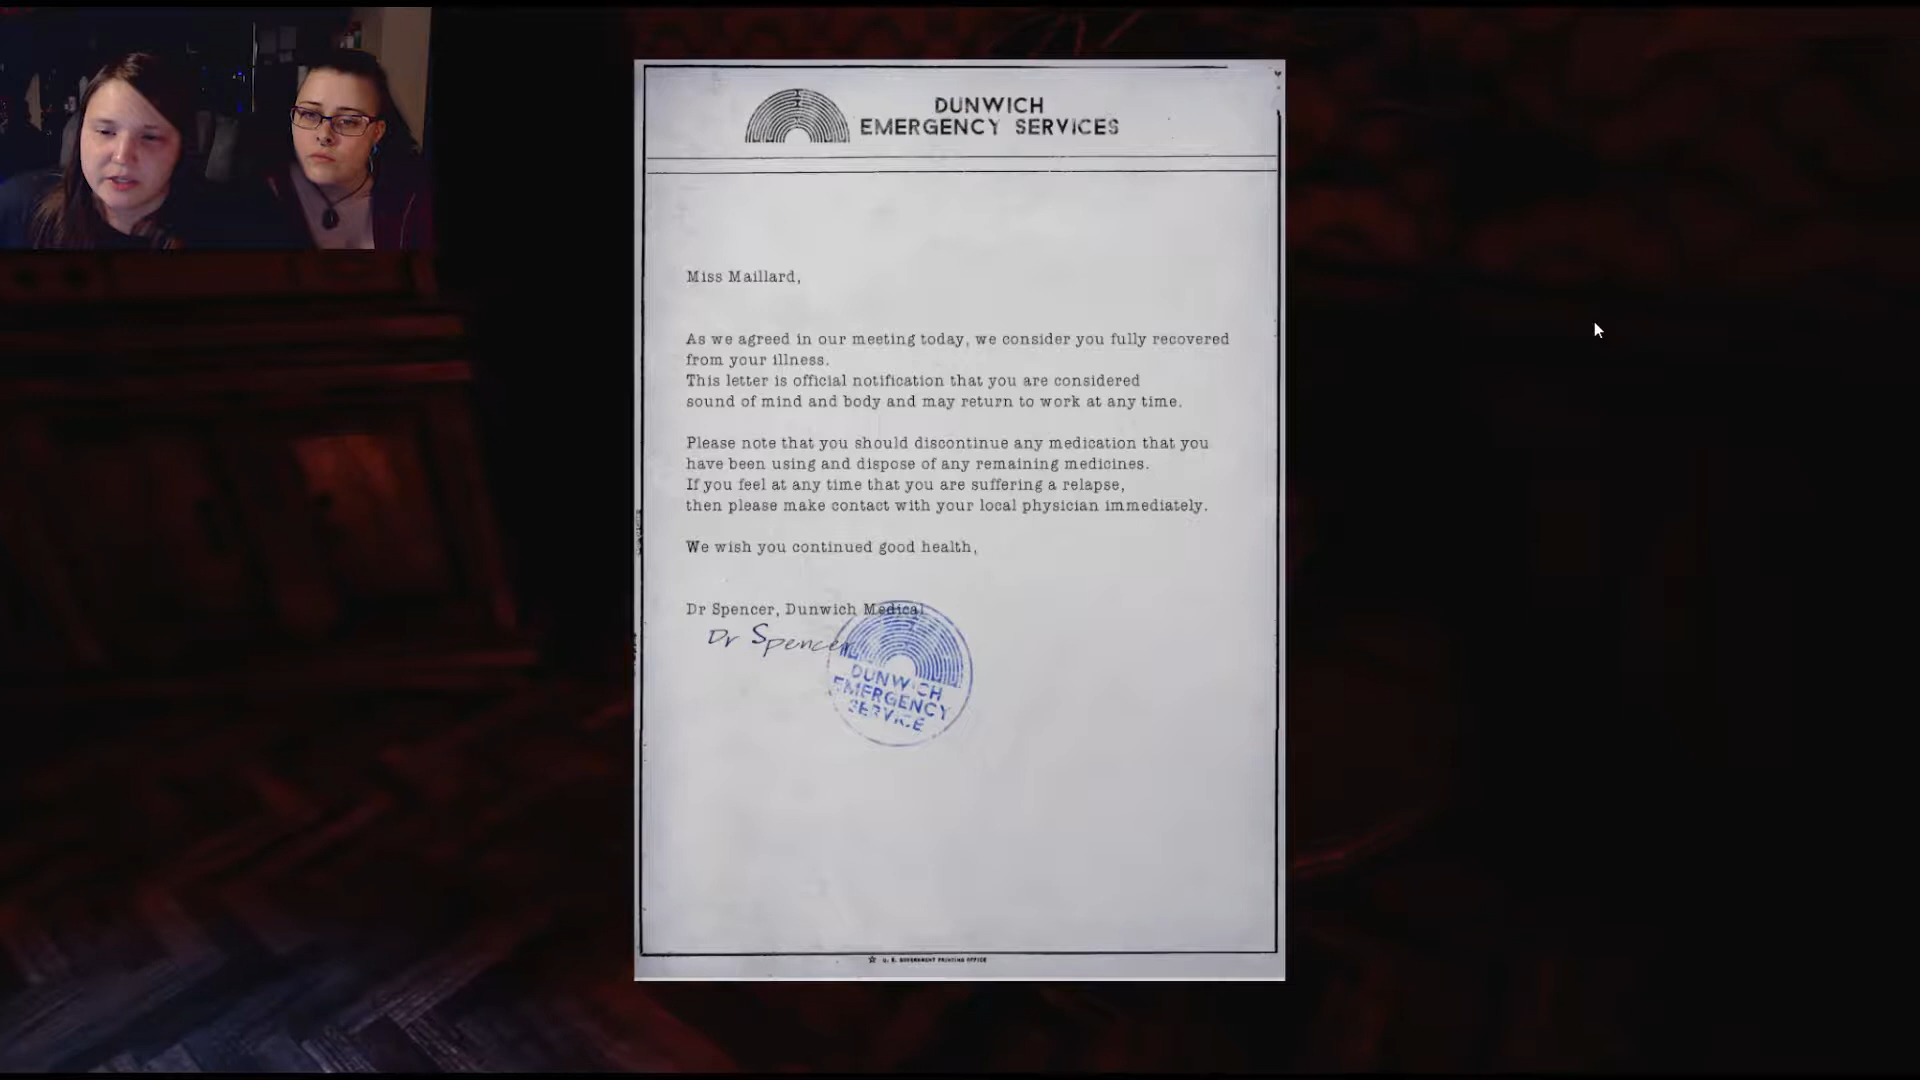 DUNWICH
EMERGENCY SERVICES
Miss Maillard,
As we agreed in our meeting today, we consider you fully recovered
from your illness.
This letter is official notification that you are considered
sound of mind and body and may return to work at any time.
Please note that you should discontinue any medication that you
have been using and dispose of any remaining medicines.
If you feel at any time that you are suffering a relapse,
then please make contact with your local physician immediately.
We wish you continued good health,
Dr Spencer, Dunwich Medical
Dr Spencer
DUNWICH
EMERGENCY
SERVICE
U. S. GOVERNMENT PRINTING OFFICE